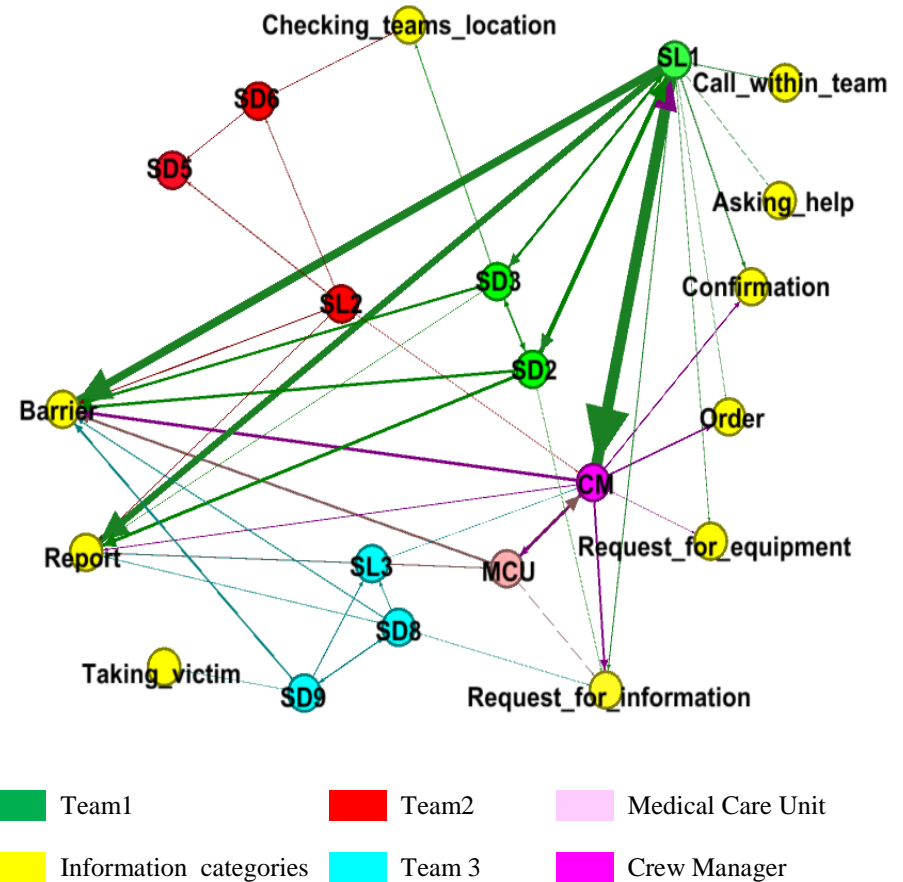 Checking_teams_location
SL1
Call_within_team
SD6
SD5
Asking_help
SD3
Confirmation
SL2
SD2
Barrier
Order
CM
Report
SL3
MCU
Request_for_equipment
SD8
Taking_victim
SD9
Request_for_information
Team1
Team2
Medical Care Unit
Information categories
Team 3
Crew Manager